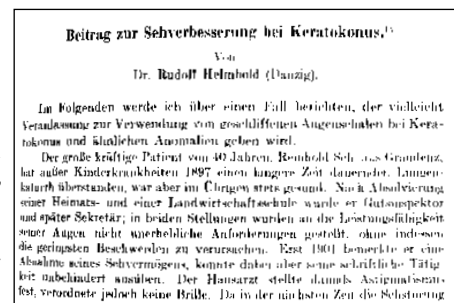 Beitrag zur Sehverbesserung bei Keratokonus.
Von
Dr. Rudolf Helmbold (Danzig).
Im Folgenden werde ich über einen Fall berichten, der vielleicht
Veranlassung zur Verwendung von geschliffenen Augenschalen bei Kera-
tokonus und ähnlichen Anomalien geben wird.
Der große kräftige Patient von 40 Jahren, Reinhold Sch. aus Graudenz,
hat außer Kinderkrankheiten 1897 einen längere Zeit dauernden Lungen-
überstanden, war aber im Übrigen stets gesund. Nach Absolvierung
seiner Heimats- und einer Landwirtschaftsschule wurde er Gutsinspektor
und später Sekretär; in beiden Stellungen wurden an die Leistungsfähigkeit
seiner Augen nicht unerhebliche Anforderungen gestellt, ohne indessen
die geringsten Beschwerden zu verursachen. Erst 1901 bemerkte er eine
Abnahme seines Sehvermögens, konnte dabei aber seine schriftliche Tätig-
keit unbehindert ausüben. Der Hausarzt stellte damals Astigmatismus
fest, verordnete jedoch keine Brille. Da in der nächsten Zeit die Sehstörung